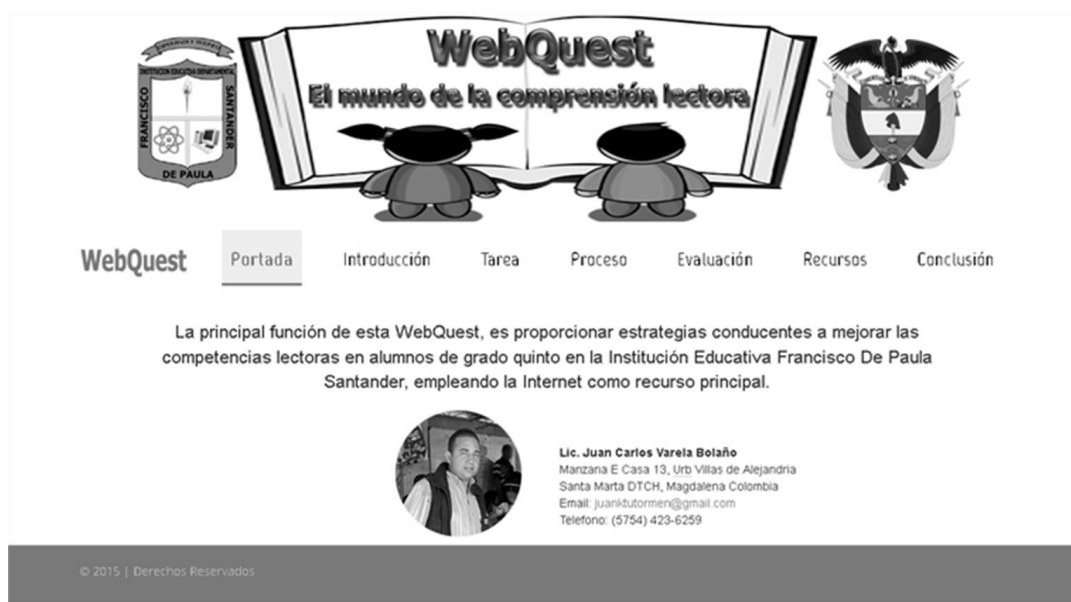 INSTITUCION EDUCATIVA DEPARTAMENTAL
FRANCISCO
SANTANDER
DE PAULA
WebQuest
El mundo de la comprensión lectora
WebQuest
Portada
Introducción
Tarea
Proceso
Evaluación
Recursos
Conclusión
La principal función de esta WebQuest, es proporcionar estrategias conducentes a mejorar las
competencias lectoras en alumnos de grado quinto en la Institución Educativa Francisco De Paula
Santander, empleando la Internet como recurso principal.
Lic. Juan Carlos Varela Bolaño
Manzana E Casa 13, Urb Villas de Alejandria
Santa Marta DTCH, Magdalena Colombia
Email: juanktutormen@gmail.com
Telefono: (5754) 423-6259
© 2015 | Derechos Reservados